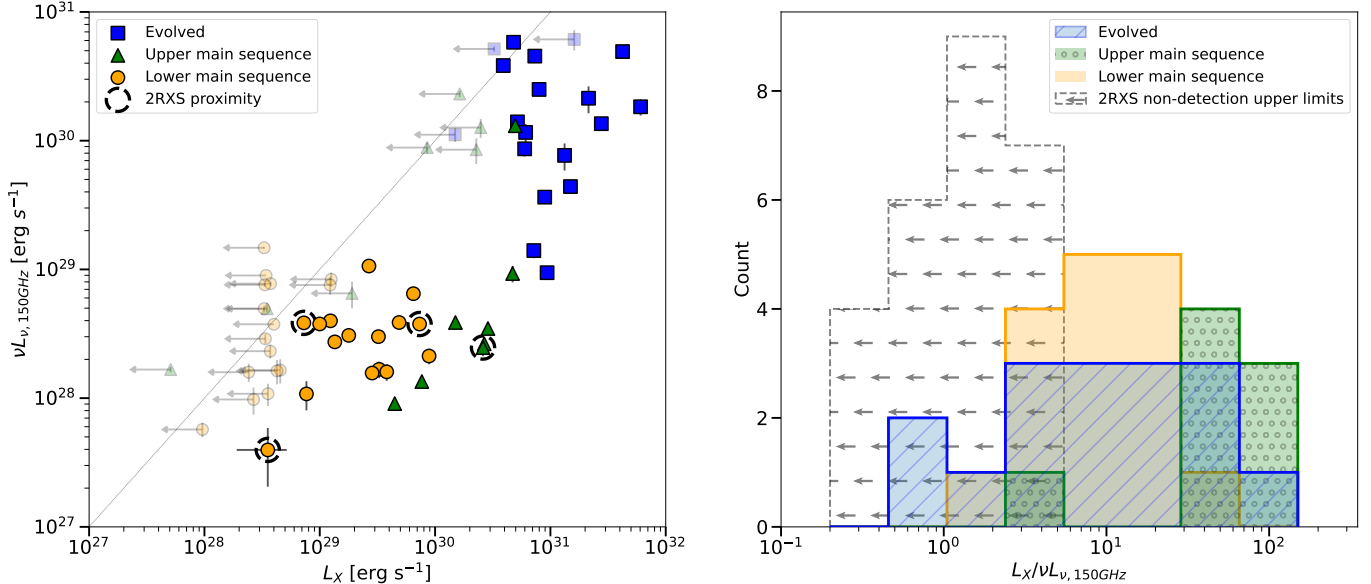 10^31
10^30
10^29
10^28
10^27
νL_ν,150GHz [erg s^−1]
Evolved
Upper main sequence
Lower main sequence
2RXS proximity
10^27
10^28
10^29
10^30
10^31
10^32
L_X [erg s^−1]
8
6
4
2
0
Count
Evolved
Upper main sequence
Lower main sequence
2RXS non-detection upper limits
10^−1
10^0
10^1
10^2
L_X/νL_ν,150GHz